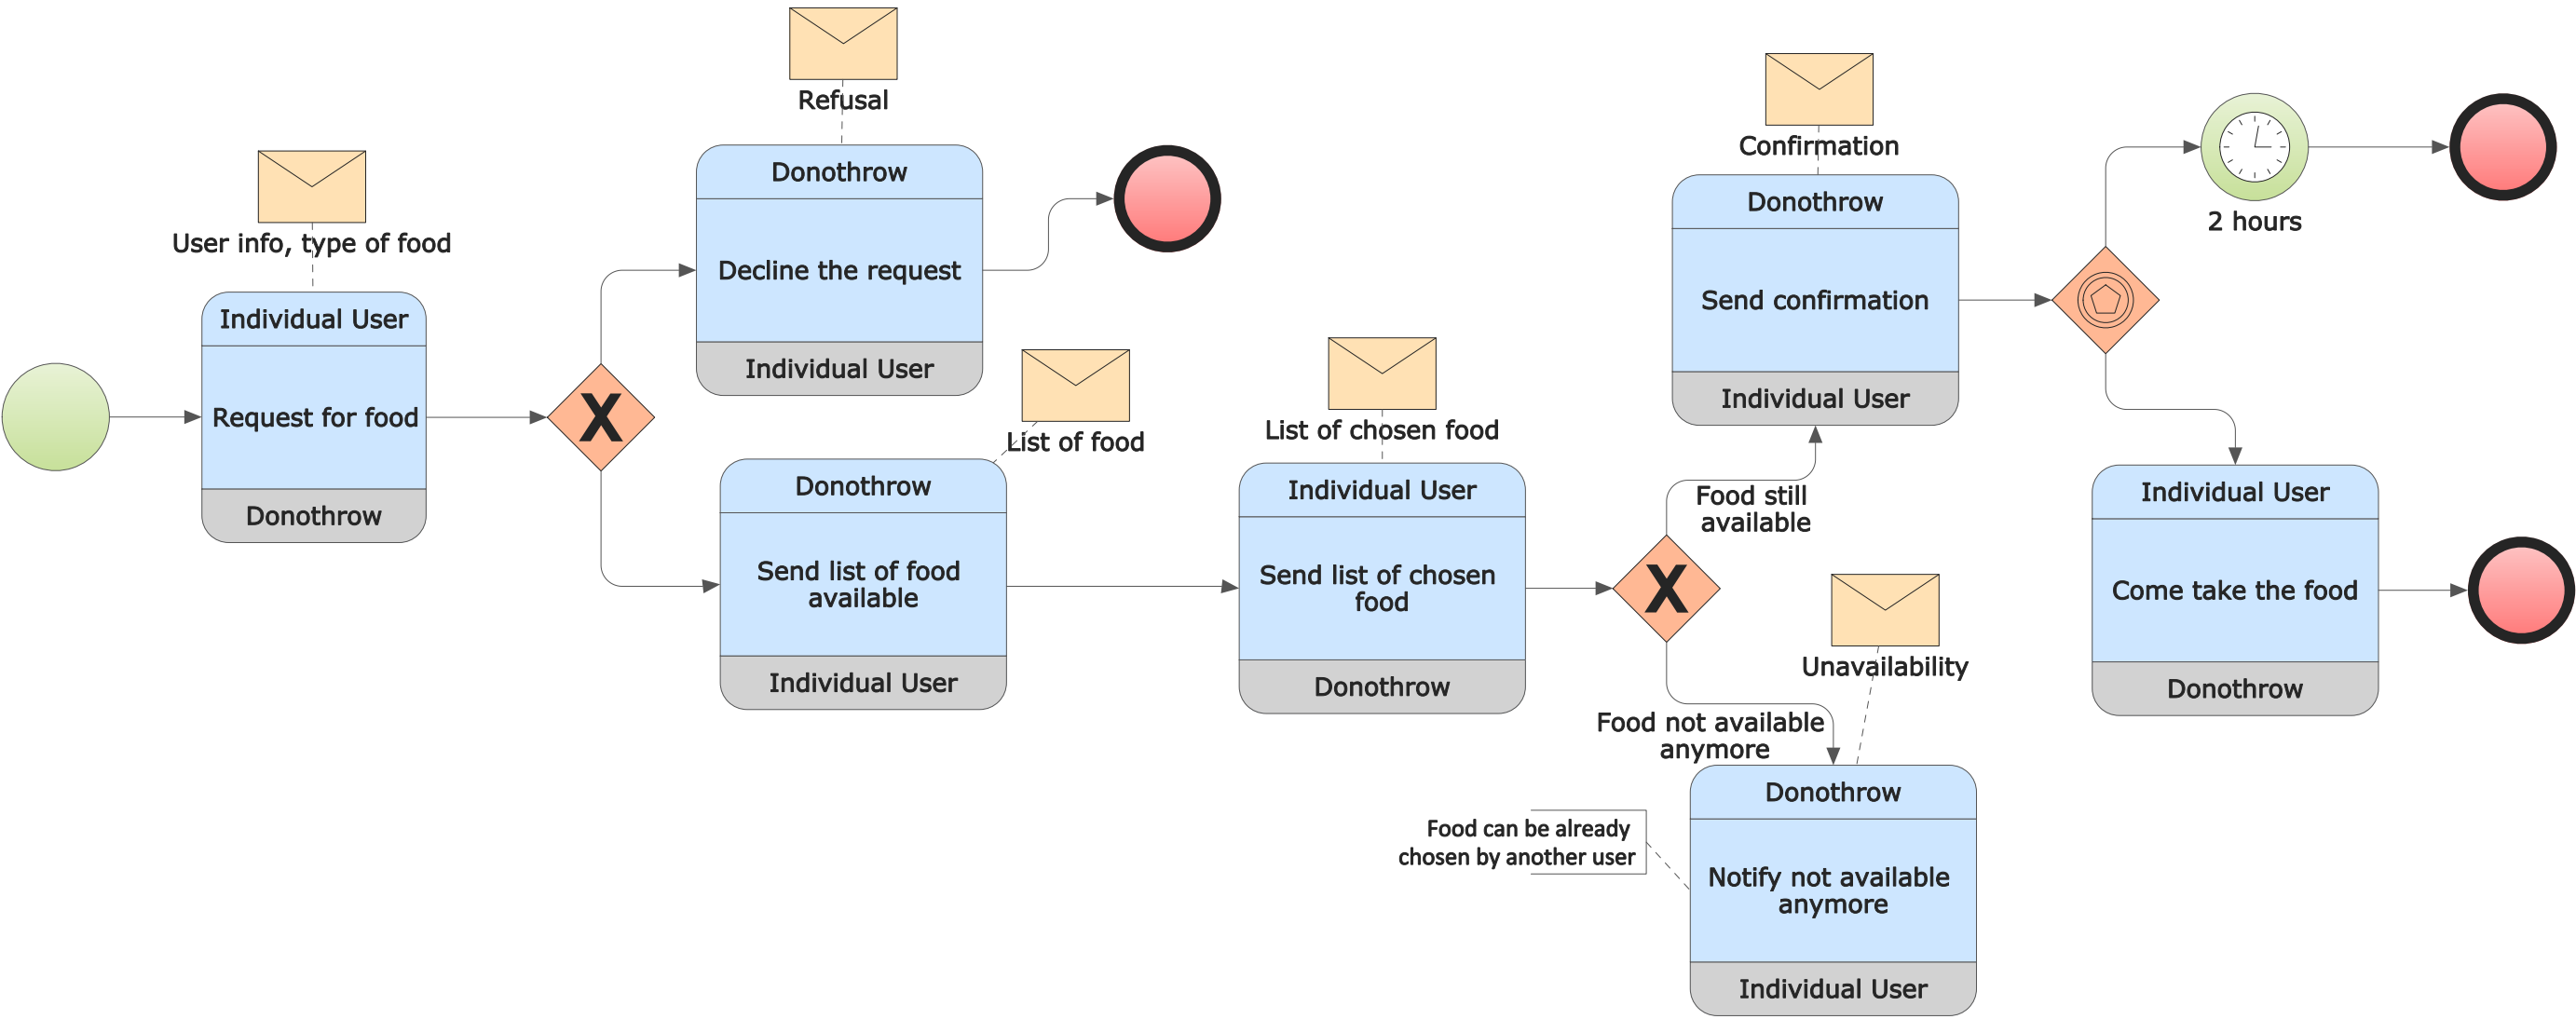 Refusal
Confirmation
Donothrow
Decline the request
Individual User
User info, type of food
Individual User
Request for food
Donothrow
X
List of food
Donothrow
Send list of food
available
Individual User
List of chosen food
Individual User
Send list of chosen
food
Donothrow
X
Food still
available
Donothrow
Send confirmation
Individual User
2 hours
Individual User
Come take the food
Donothrow
Unavailability
Food not available
anymore
Food can be already
chosen by another user
Donothrow
Notify not available
anymore
Individual User